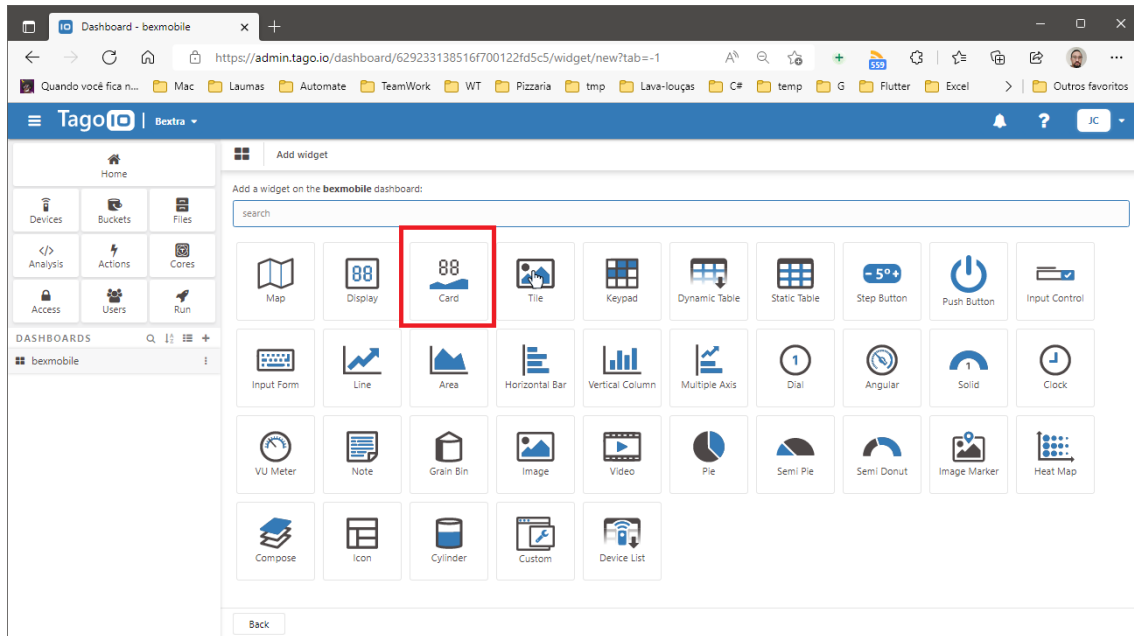 Dashboard - bexmobile
https://admin.tago.io/dashboard/629233138516f700122fd5c5/widget/new?tab=-1
559
Quando você fica n... Mac Laumas Automate TeamWork WT Pizzaria tmp Lava-louças C# temp G Flutter Excel Outros favoritos
TagoIO | Bextra ? JC
Home
Devices Buckets Files
Analysis Actions Cores
Access Users Run
DASHBOARDS
bexmobile
Add widget
Add a widget on the bexmobile dashboard:
search
88 88 - 5° +
Map Display Card Tile Keypad Dynamic Table Static Table Step Button Push Button Input Control
1 1
Input Form Line Area Horizontal Bar Vertical Column Multiple Axis Dial Angular Solid Clock
VU Meter Note Grain Bin Image Video Pie Semi Pie Semi Donut Image Marker Heat Map
Compose Icon Cylinder Custom Device List
Back